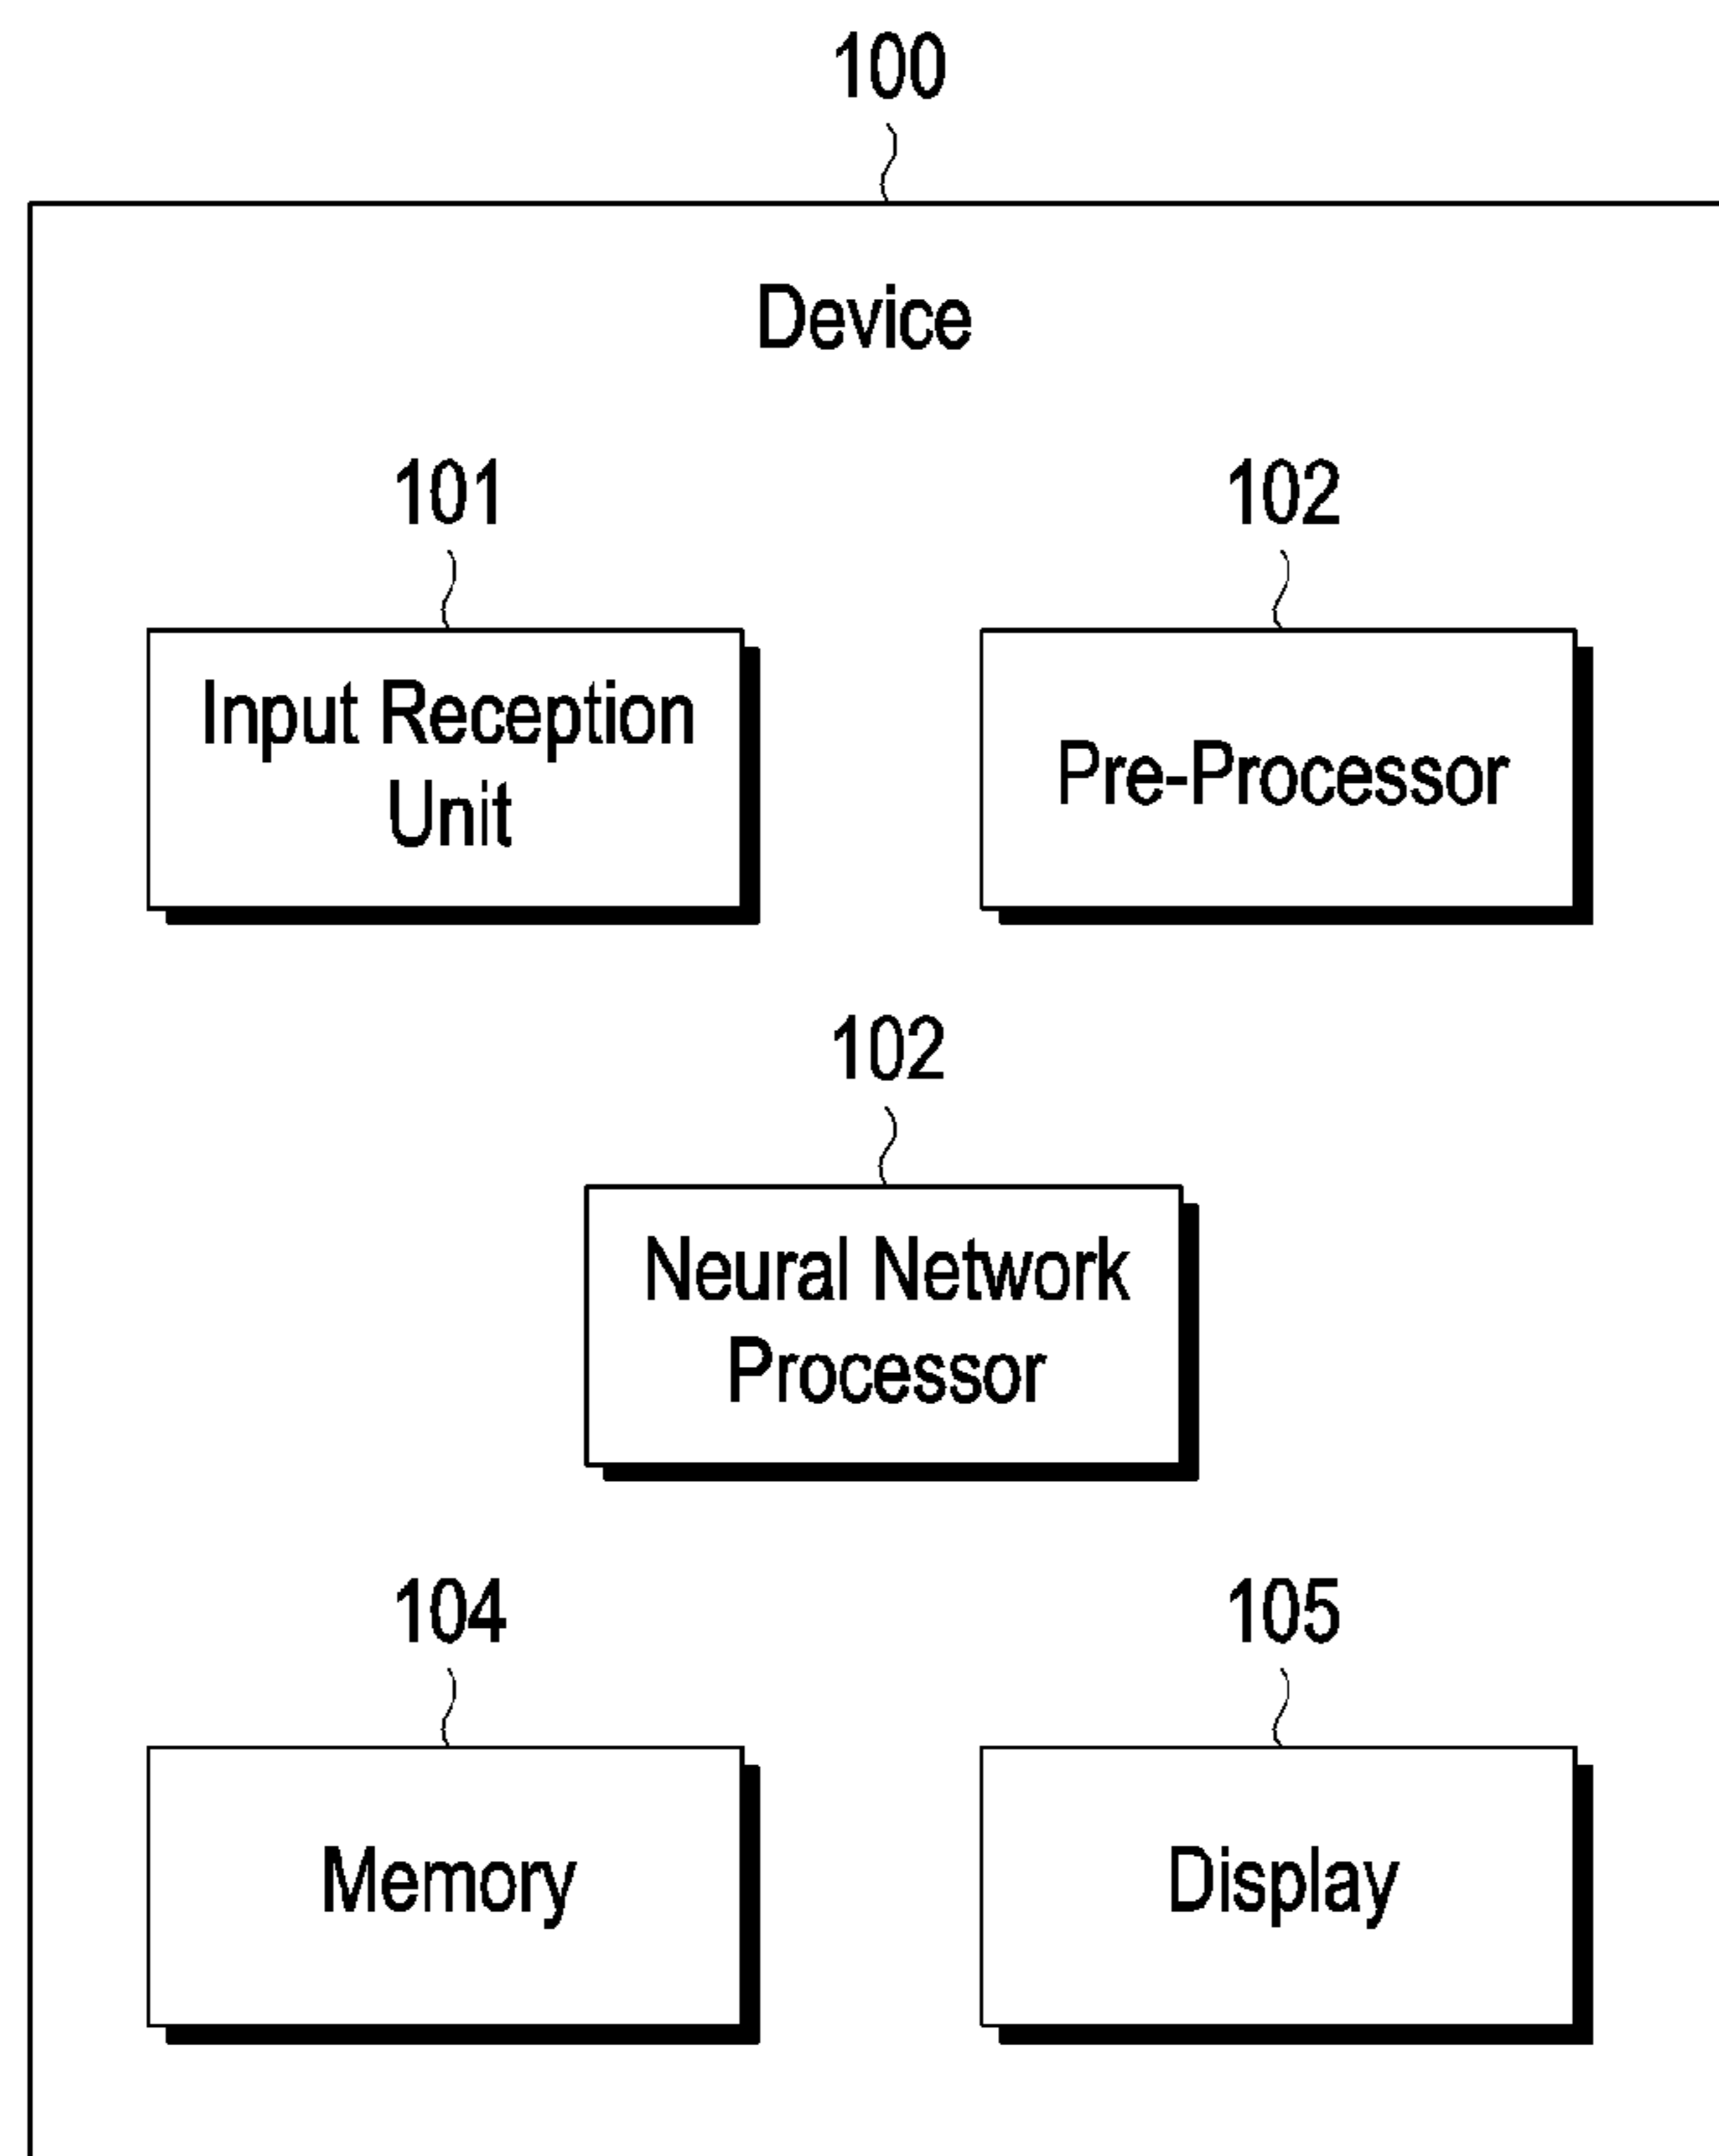 100
Device
101
102
Input Reception
Unit
Pre-Processor
102
Neural Network
Processor
104
105
Memory
Display